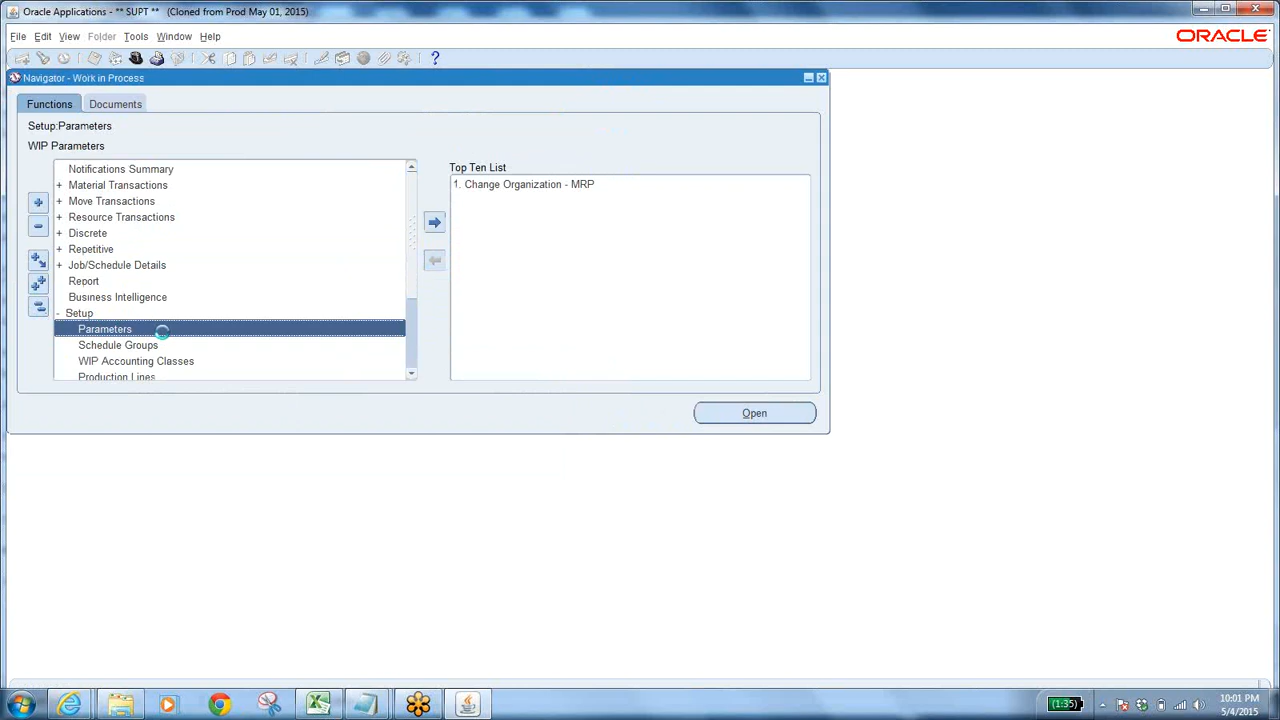 Oracle Applications - ** SUPT ** (Cloned from Prod May 01, 2015)
File Edit View Folder Tools Window Help
ORACLE
Navigator - Work in Process
Functions Documents
Setup:Parameters
WIP Parameters
Top Ten List
Notifications Summary
+ Material Transactions
+ Move Transactions
+ Resource Transactions
+ Discrete
+ Repetitive
+ Job/Schedule Details
Report
Business Intelligence
- Setup
Parameters
Schedule Groups
WIP Accounting Classes
Production Lines
1. Change Organization - MRP
Open
(1:35)
10:01 PM
5/4/2015